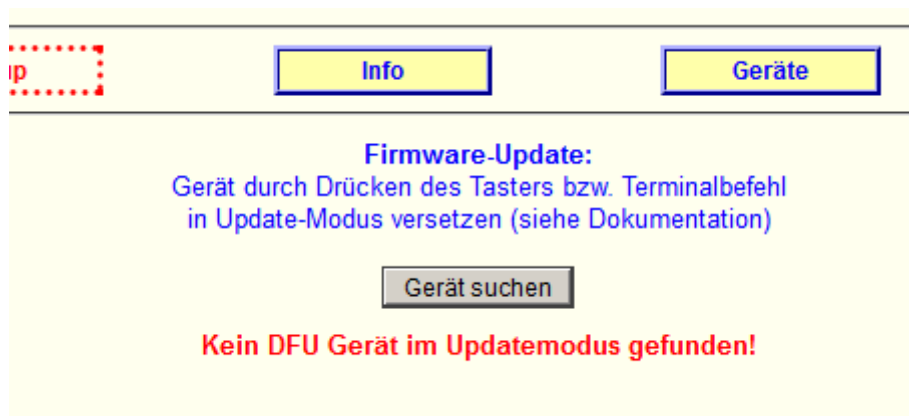 up
Info
Geräte
Firmware-Update:
Gerät durch Drücken des Tasters bzw. Terminalbefehl
in Update-Modus versetzen (siehe Dokumentation)
Gerät suchen
Kein DFU Gerät im Updatemodus gefunden!